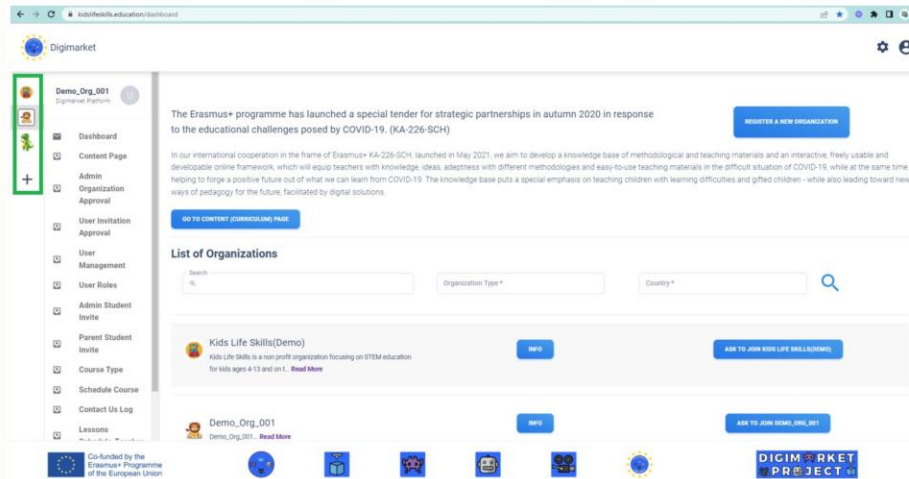 kidslifeskills.education/dashboard
Digimarket
Demo_Org_001
Digimarket Platform
U
Dashboard
Content Page
Admin
Organization
Approval
User Invitation
Approval
User
Management
User Roles
Admin Student
Invite
Parent Student
Invite
Course Type
Schedule Course
Contact Us Log
Lessons
The Erasmus+ programme has launched a special tender for strategic partnerships in autumn 2020 in response
to the educational challenges posed by COVID-19. (KA-226-SCH)
REGISTER A NEW ORGANIZATION
In our international cooperation in the frame of Erasmus+ KA-226-SCH, launched in May 2021, we aim to develop a knowledge base of methodological and teaching materials and an interactive, freely usable and
developable online framework, which will equip teachers with knowledge, ideas, adeptness with different methodologies and easy-to-use teaching materials in the difficult situation of COVID-19, while at the same time
helping to forge a positive future out of what we can learn from COVID-19. The knowledge base puts a special emphasis on teaching children with learning difficulties and gifted children - while also leading toward new
ways of pedagogy for the future, facilitated by digital solutions.
GO TO CONTENT (CURRICULUM) PAGE
List of Organizations
Search
Organization Type *
Country *
Kids Life Skills(Demo)
Kids Life Skills is a non profit organization focusing on STEM education
for kids ages 4-13 and on t... Read More
INFO
ASK TO JOIN KIDS LIFE SKILLS(DEMO)
Demo_Org_001
Demo_Org_001... Read More
INFO
ASK TO JOIN DEMO_ORG_001
Co-funded by the
Erasmus+ Programme
of the European Union
DIGIM RKET
PR JECT